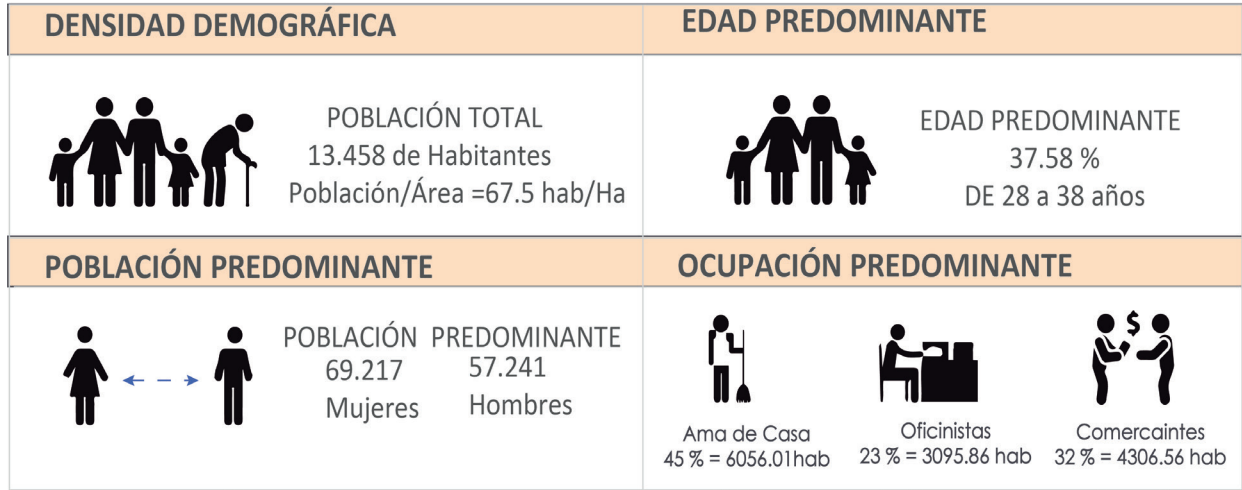 DENSIDAD DEMOGRÁFICA
POBLACIÓN TOTAL
13.458 de Habitantes
Población/Área =67.5 hab/Ha
EDAD PREDOMINANTE
EDAD PREDOMINANTE
37.58 %
DE 28 a 38 años
POBLACIÓN PREDOMINANTE
POBLACIÓN PREDOMINANTE
69.217 57.241
Mujeres Hombres
OCUPACIÓN PREDOMINANTE
$
Ama de Casa
45 % = 6056.01hab
Oficinistas
23 % = 3095.86 hab
Comercaintes
32 % = 4306.56 hab